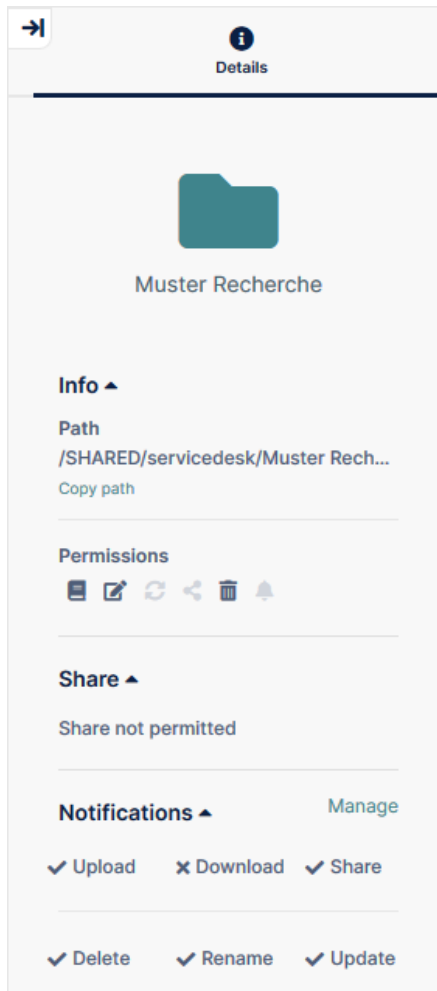 Details
Muster Recherche
Info
Path
/SHARED/servicedesk/Muster Rech...
Copy path
Permissions
Share
Share not permitted
Notifications Manage
Upload Download Share
Delete Rename Update